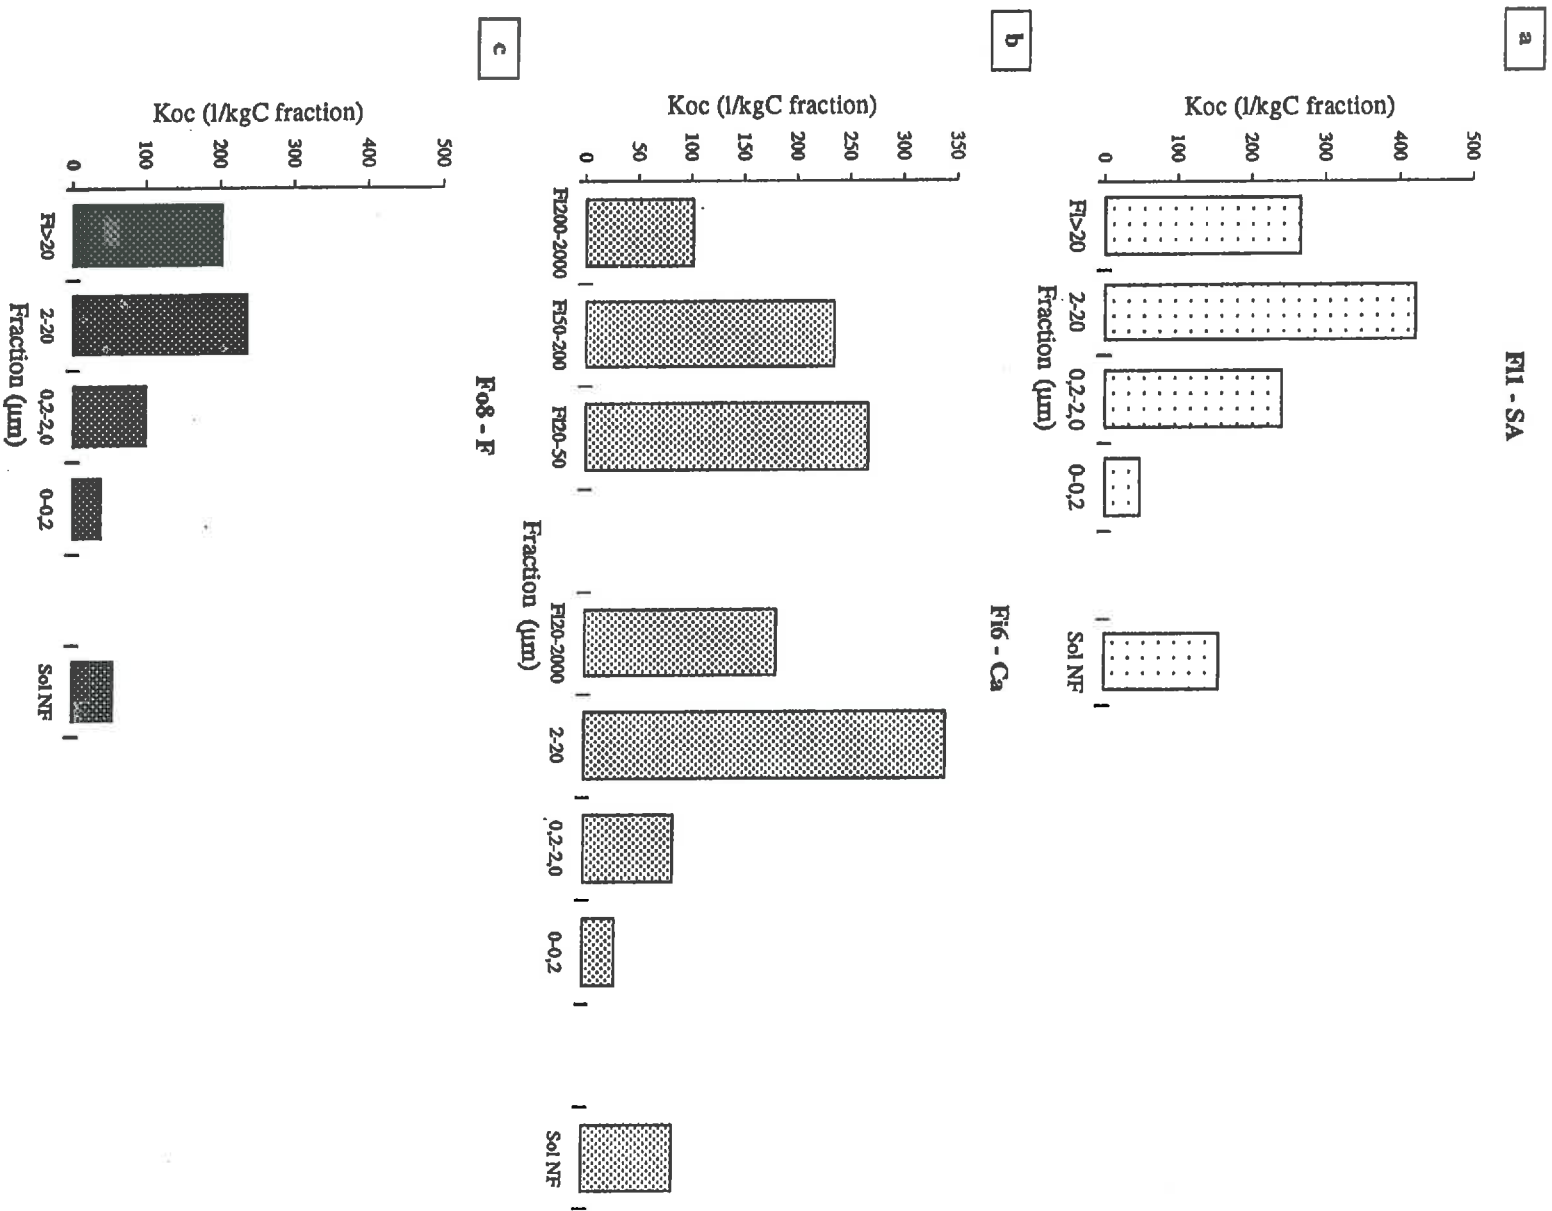 a
Fl1 - SA
Koc (l/kgC fraction)
500
400
300
200
100
0
Fl>20
2-20
0,2-2,0
0-0,2
Sol NF
Fraction (µm)
b
Fi6 - Ca
Koc (l/kgC fraction)
350
300
250
200
150
100
50
0
Fl200-2000
Fl50-200
Fl20-50
Fl20-2000
2-20
0,2-2,0
0-0,2
Sol NF
Fraction (µm)
c
Fo8 - F
Koc (l/kgC fraction)
500
400
300
200
100
0
Fl>20
2-20
0,2-2,0
0-0,2
Sol NF
Fraction (µm)